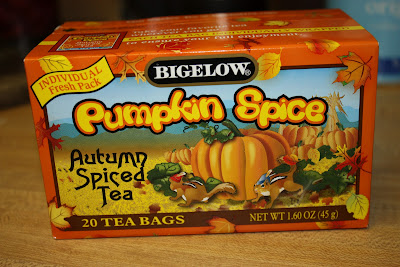 BIGELOW®
INDIVIDUAL
Fresh Pack
Pumpkin Spice
Autumn
Spiced
Tea
20 TEA BAGS
NET WT 1.60 OZ (45 g)